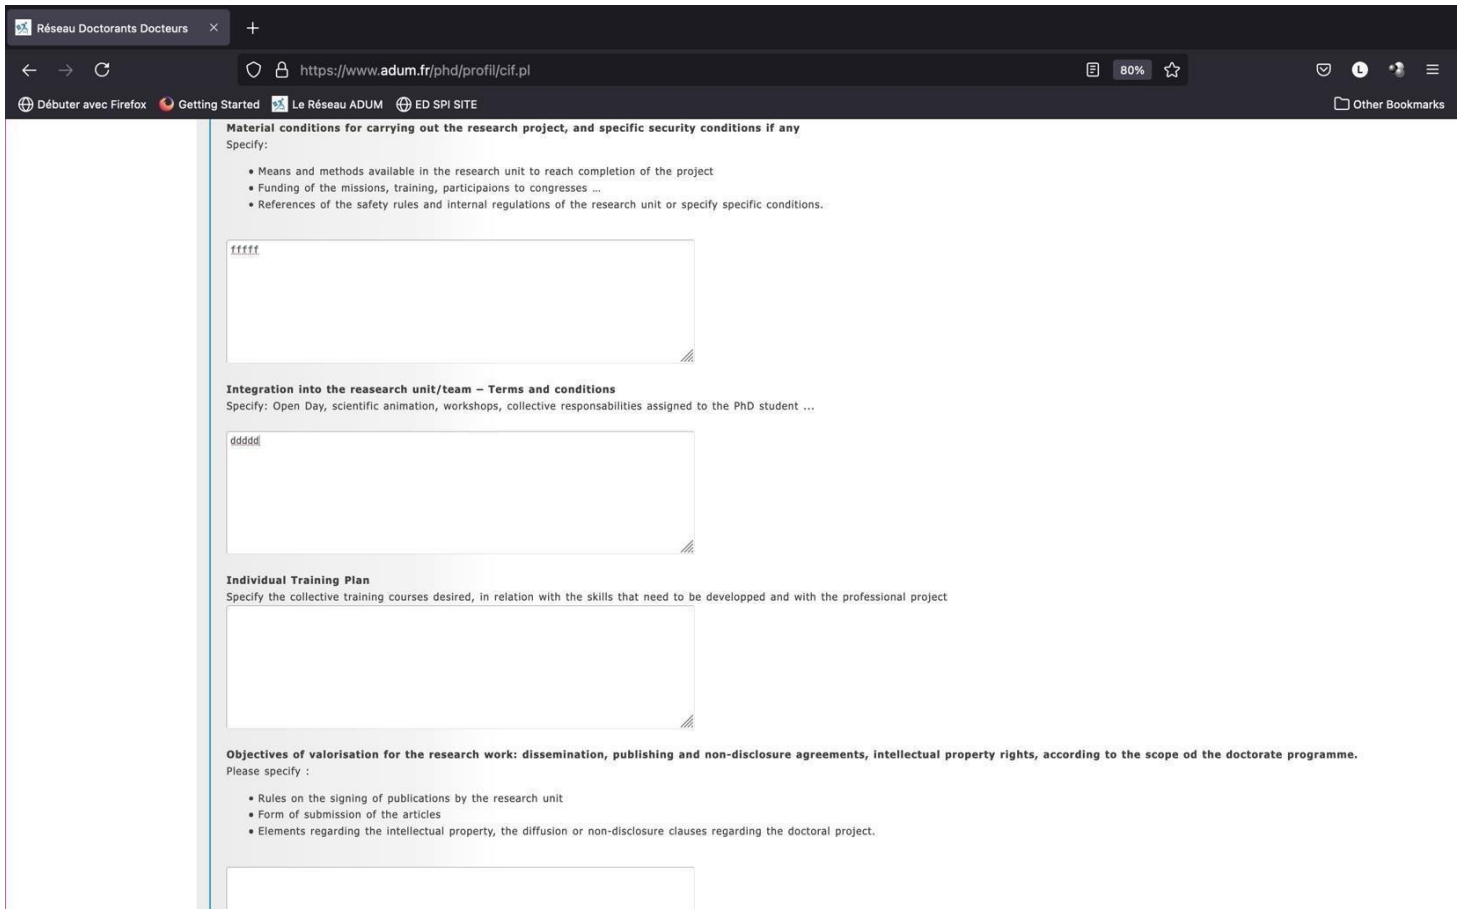 Réseau Doctorants Docteurs
https://www.adum.fr/phd/profil/cif.pl
80%
L
Débuter avec Firefox Getting Started Le Réseau ADUM ED SPI SITE Other Bookmarks
Material conditions for carrying out the research project, and specific security conditions if any
Specify:
• Means and methods available in the research unit to reach completion of the project
• Funding of the missions, training, participaions to congresses ...
• References of the safety rules and internal regulations of the research unit or specify specific conditions.
fffff
Integration into the reasearch unit/team – Terms and conditions
Specify: Open Day, scientific animation, workshops, collective responsabilities assigned to the PhD student ...
ddddd
Individual Training Plan
Specify the collective training courses desired, in relation with the skills that need to be developped and with the professional project
Objectives of valorisation for the research work: dissemination, publishing and non-disclosure agreements, intellectual property rights, according to the scope od the doctorate programme.
Please specify :
• Rules on the signing of publications by the research unit
• Form of submission of the articles
• Elements regarding the intellectual property, the diffusion or non-disclosure clauses regarding the doctoral project.